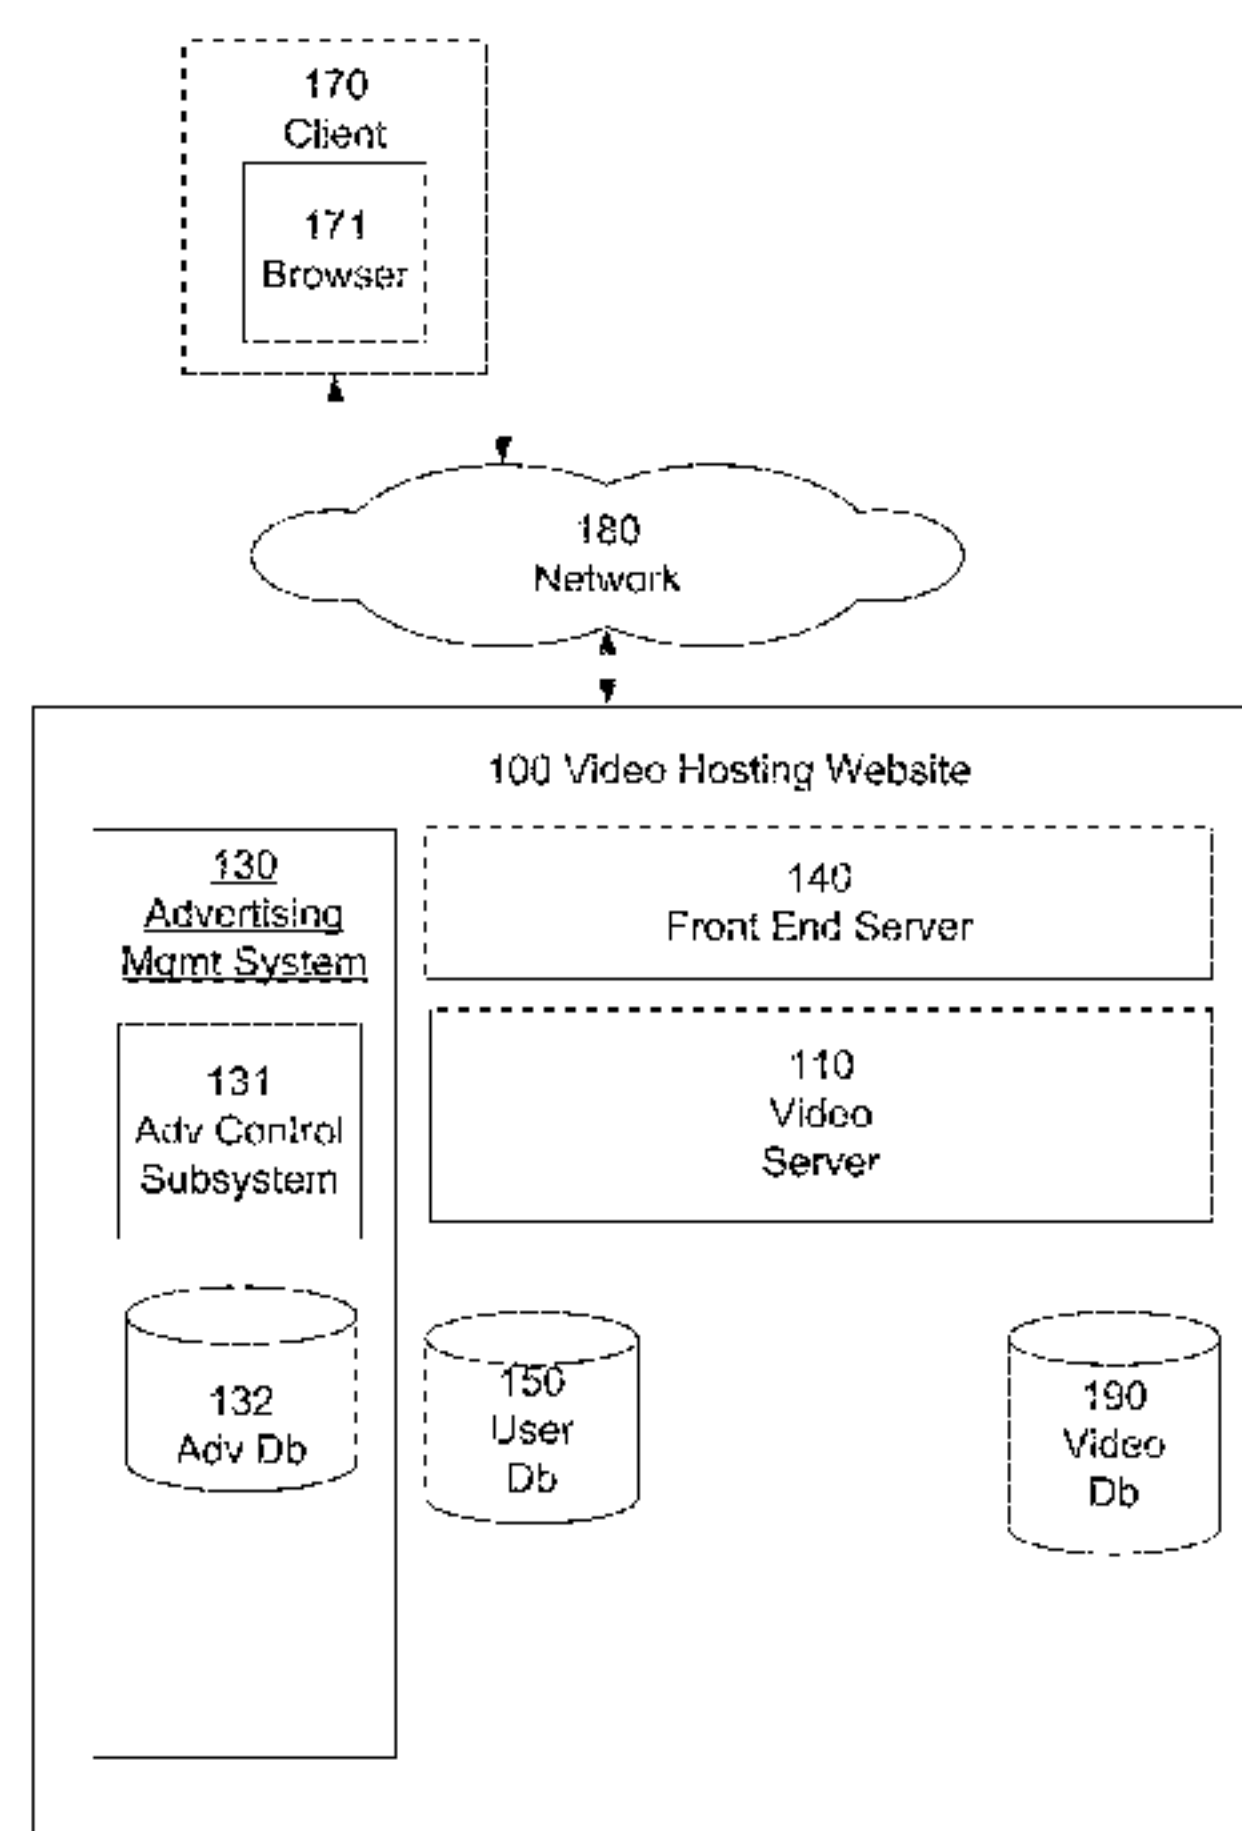 170
Client
171
Browser
180
Network
100 Video Hosting Website
130
Advertising
Mgmt System
140
Front End Server
131
Adv Control
Subsystem
110
Video
Server
132
Adv Db
150
User
Db
190
Video
Db